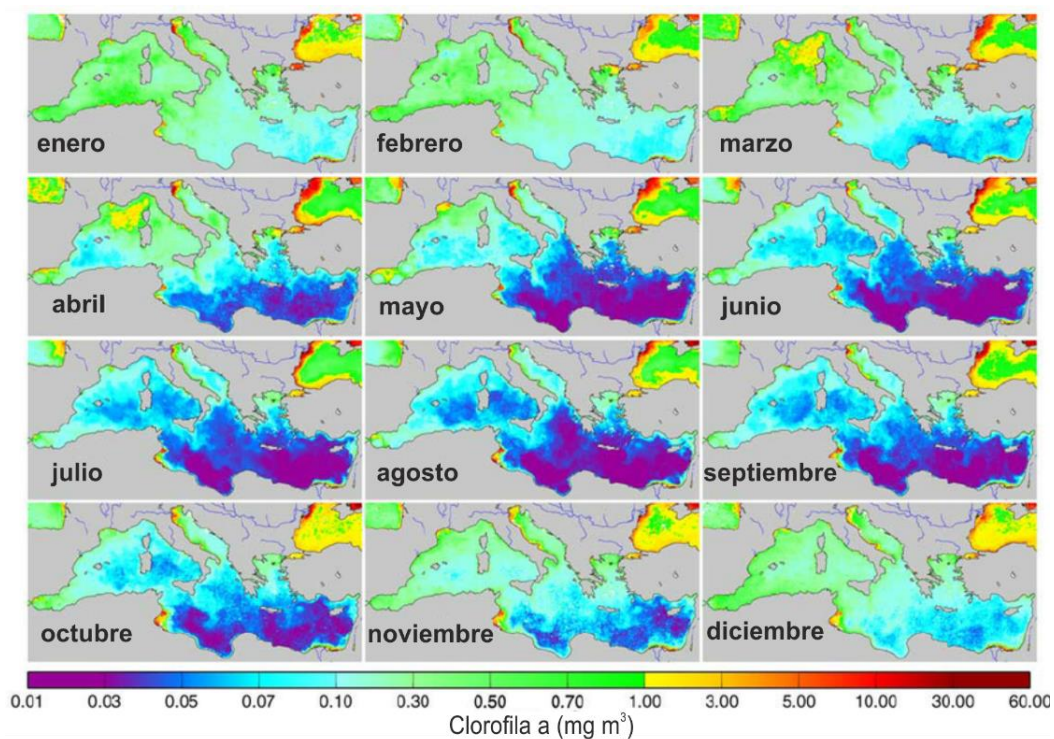 enero
febrero
marzo
abril
mayo
junio
julio
agosto
septiembre
octubre
noviembre
diciembre
0.01 0.03 0.05 0.07 0.10 0.30 0.50 0.70 1.00 3.00 5.00 10.00 30.00 60.00
Clorofila a (mg m³)